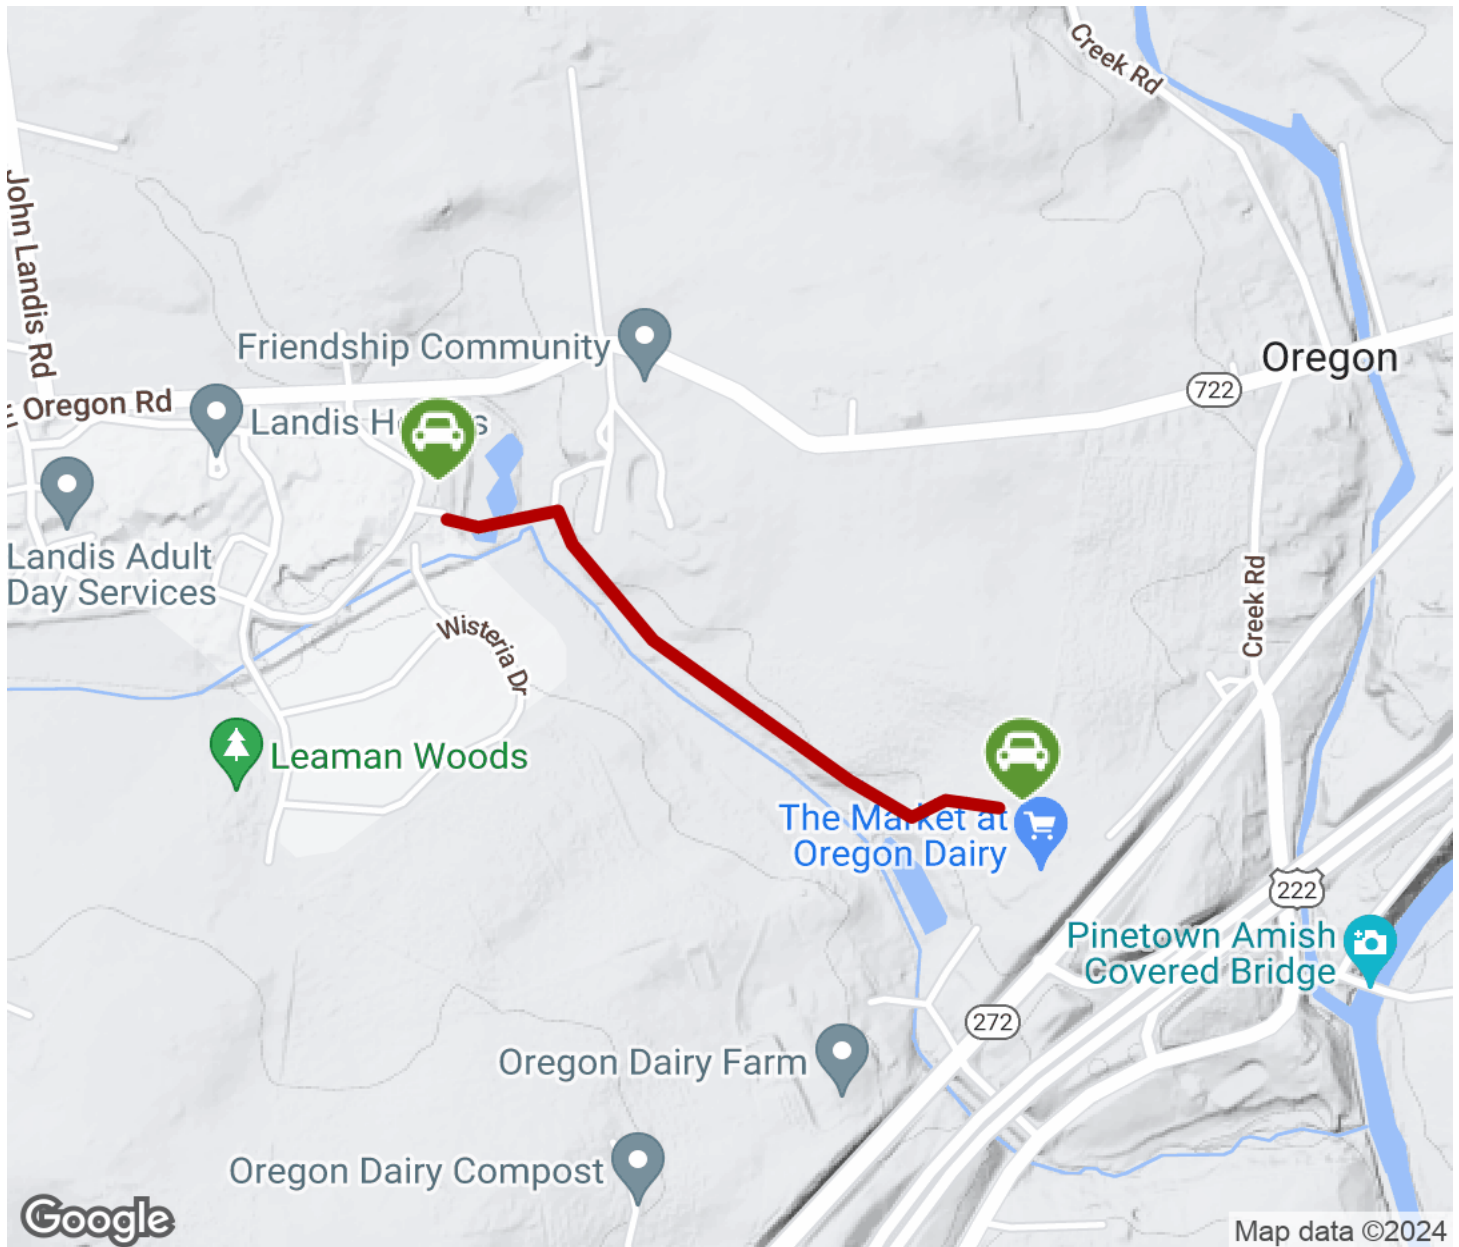 Creek Rd
John Landis Rd
Friendship Community
Oregon
722
E Oregon Rd
Landis H s
Landis Adult
Day Services
Creek Rd
Wisteria Dr
Leaman Woods
The Market at
Oregon Dairy
222
Pinetown Amish
Covered Bridge
272
Oregon Dairy Farm
Oregon Dairy Compost
Google
Map data ©2024